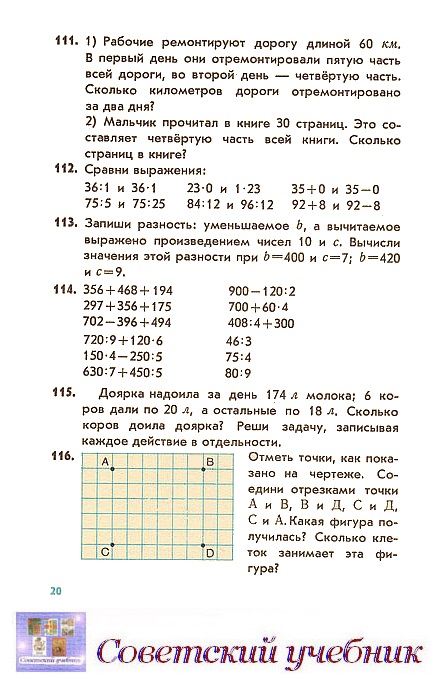 111. 1) Рабочие ремонтируют дорогу длиной 60 км.
В первый день они отремонтировали пятую часть
всей дороги, во второй день — четвёртую часть.
Сколько километров дороги отремонтировано
за два дня?
2) Мальчик прочитал в книге 30 страниц. Это со-
ставляет четвёртую часть всей книги. Сколько
страниц в книге?
112. Сравни выражения:
36:1 и 36·1 23·0 и 1·23 35+0 и 35−0
75:5 и 75:25 84:12 и 96:12 92+8 и 92−8
113. Запиши разность: уменьшаемое b, а вычитаемое
выражено произведением чисел 10 и c. Вычисли
значения этой разности при b=400 и c=7; b=420
и c=9.
114. 356+468+194 900−120:2
297+356+175 700+60·4
702−396+494 408:4+300
720:9+120·6 46:3
150·4−250:5 75:4
630:7+450:5 80:9
115. Доярка надоила за день 174 л молока; 6 ко-
ров дали по 20 л, а остальные по 18 л. Сколько
коров доила доярка? Реши задачу, записывая
каждое действие в отдельности.
116. Отметь точки, как пока-
зано на чертеже. Со-
едини отрезками точки
А и В, В и Д, С и Д,
С и А. Какая фигура по-
лучилась? Сколько кле-
ток занимает эта фи-
гура?
A B
C D
20
Советский учебник
Советский учебник